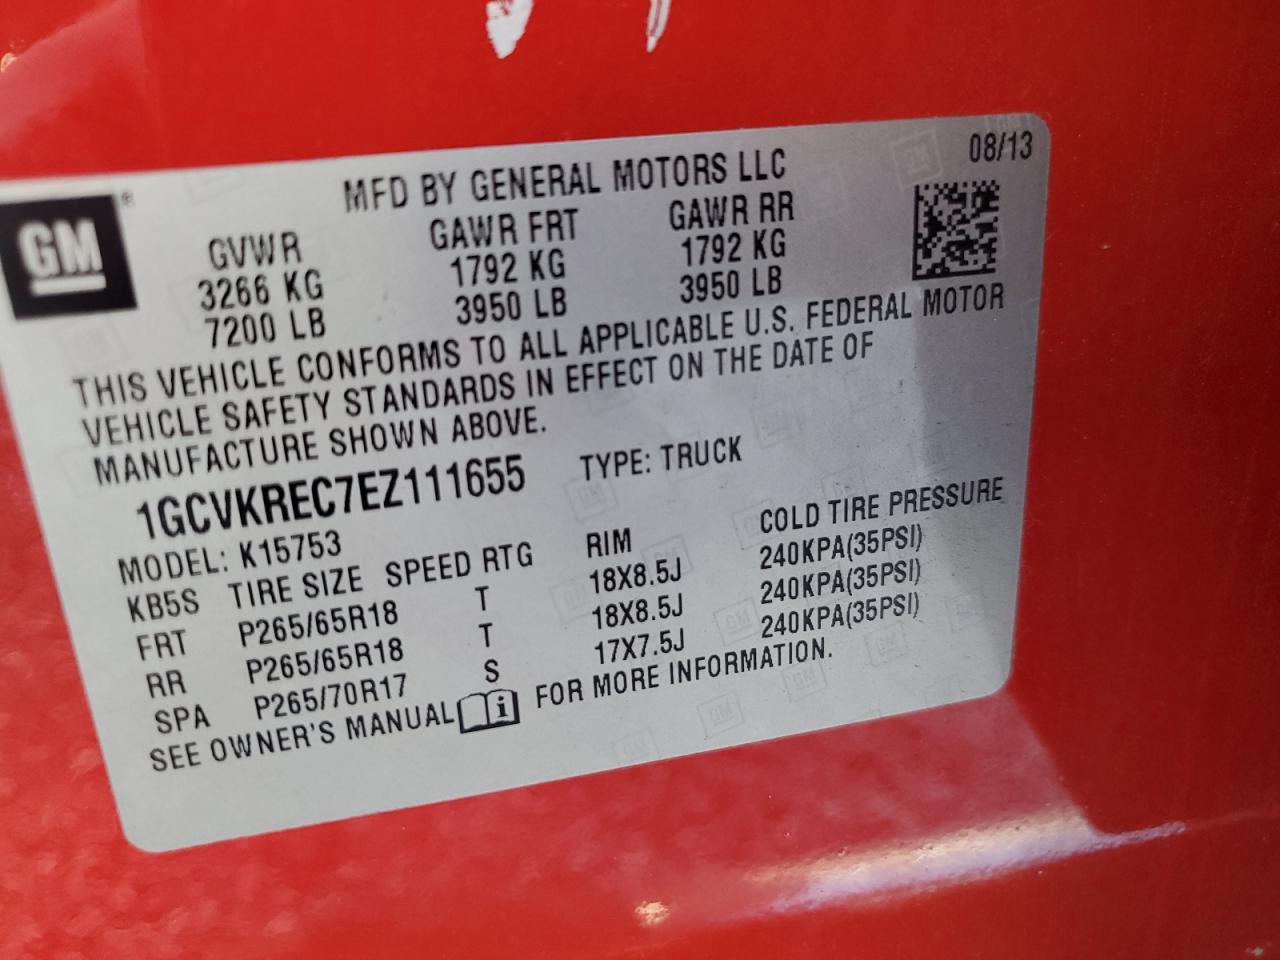 08/13
MFD BY GENERAL MOTORS LLC
GM®
GVWR GAWR FRT GAWR RR
3266 KG 1792 KG 1792 KG
7200 LB 3950 LB 3950 LB
THIS VEHICLE CONFORMS TO ALL APPLICABLE U.S. FEDERAL MOTOR
VEHICLE SAFETY STANDARDS IN EFFECT ON THE DATE OF
MANUFACTURE SHOWN ABOVE.
1GCVKREC7EZ111655 TYPE: TRUCK
MODEL: K15753
KB5S TIRE SIZE SPEED RTG RIM COLD TIRE PRESSURE
FRT P265/65R18 T 18X8.5J 240KPA(35PSI)
RR P265/65R18 T 18X8.5J 240KPA(35PSI)
SPA P265/70R17 S 17X7.5J 240KPA(35PSI)
SEE OWNER'S MANUAL i FOR MORE INFORMATION.